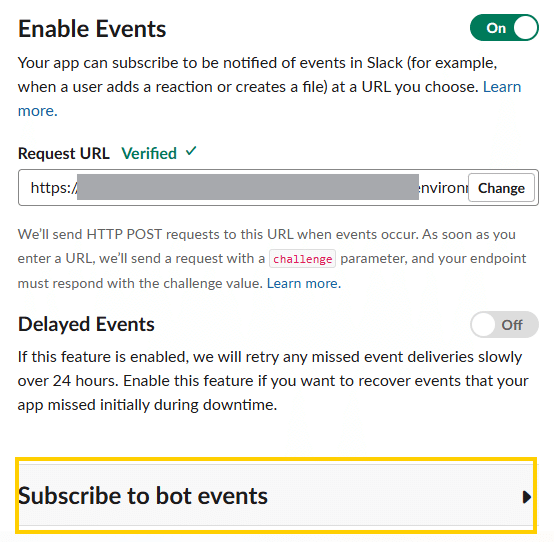 Enable Events
On
Your app can subscribe to be notified of events in Slack (for example,
when a user adds a reaction or creates a file) at a URL you choose. Learn
more.
Request URL Verified ✓
https:/ Change
We’ll send HTTP POST requests to this URL when events occur. As soon as you
enter a URL, we’ll send a request with a challenge parameter, and your endpoint
must respond with the challenge value. Learn more.
Delayed Events
Off
If this feature is enabled, we will retry any missed event deliveries slowly
over 24 hours. Enable this feature if you want to recover events that your
app missed initially during downtime.
Subscribe to bot events